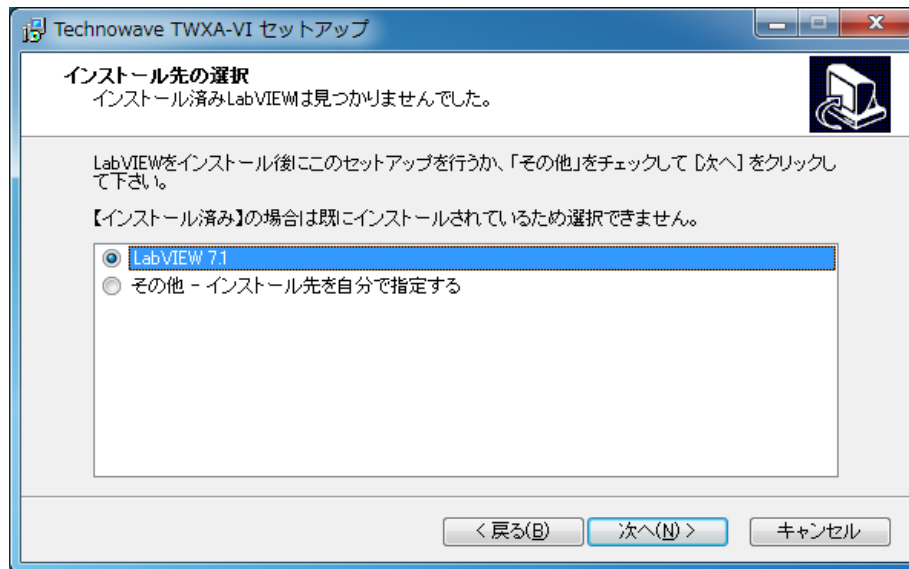 Technowave TWXA-VI セットアップ
インストール先の選択
インストール済みLabVIEWは見つかりませんでした。
LabVIEWをインストール後にこのセットアップを行うか、「その他」をチェックして [次へ] をクリックし
て下さい。
【インストール済み】の場合は既にインストールされているため選択できません。
LabVIEW 7.1
その他 - インストール先を自分で指定する
< 戻る(B)
次へ(N) >
キャンセル